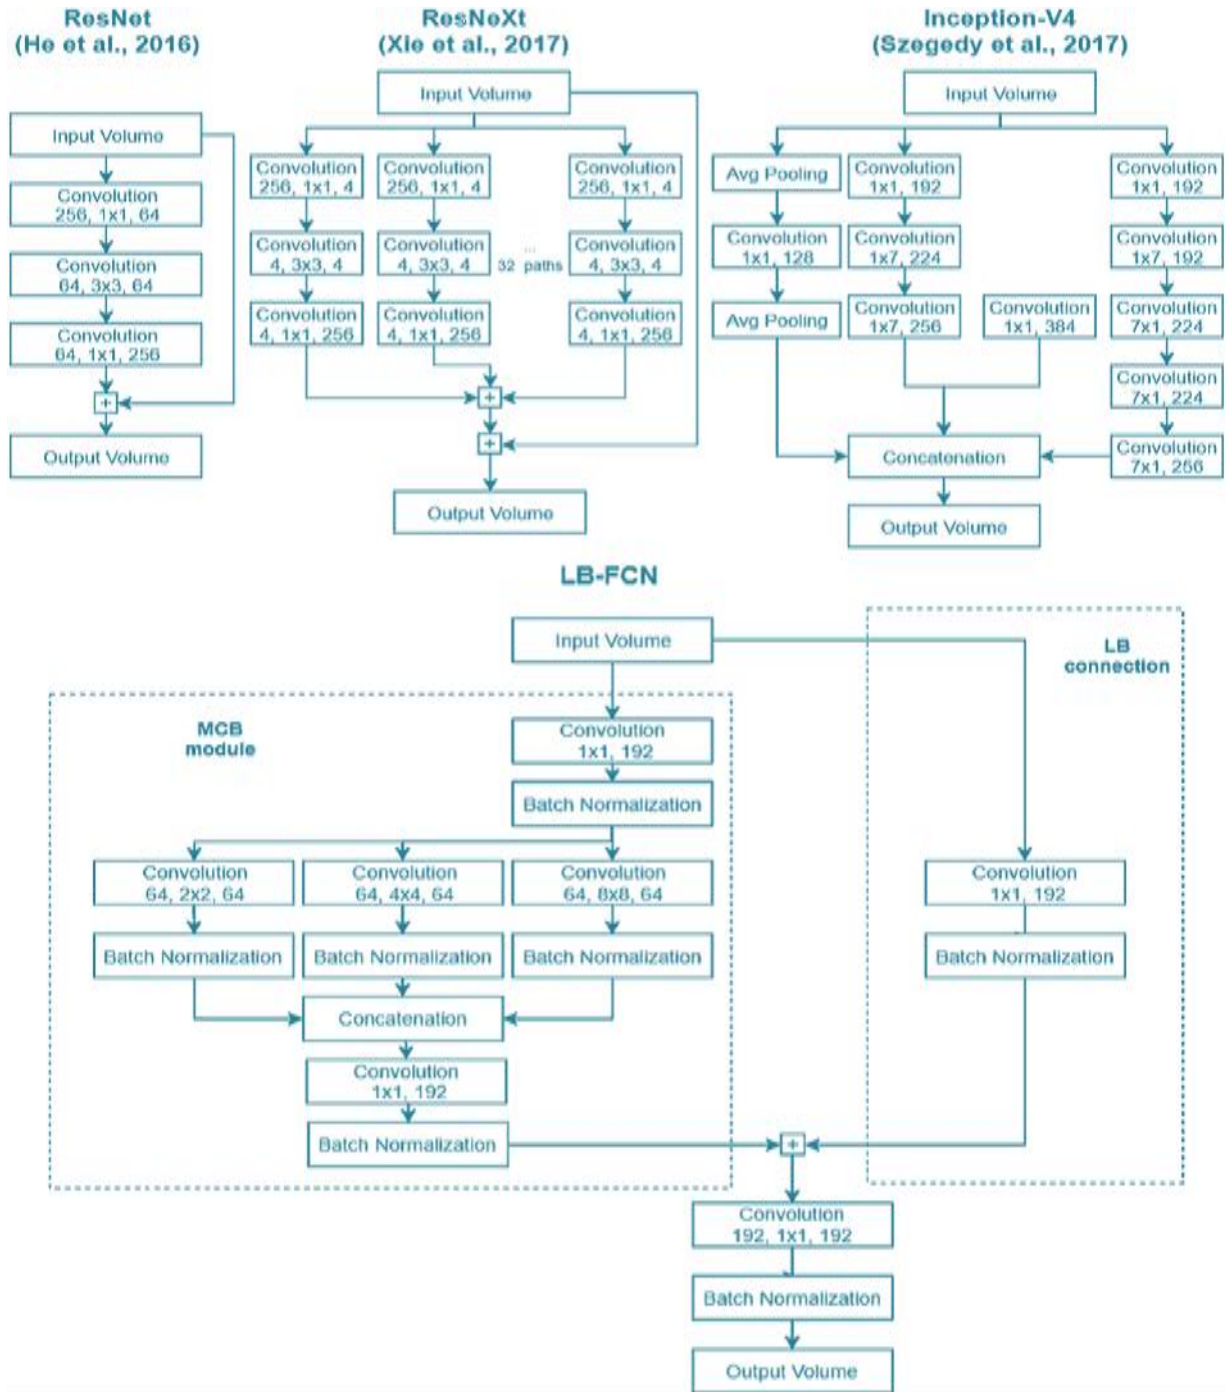 ResNet
(He et al., 2016)
Input Volume
Convolution
256, 1x1, 64
Convolution
64, 3x3, 64
Convolution
64, 1x1, 256
+
Output Volume
ResNeXt
(Xie et al., 2017)
Input Volume
Convolution
256, 1x1, 4
Convolution
4, 3x3, 4
Convolution
4, 1x1, 256
Convolution
256, 1x1, 4
Convolution
4, 3x3, 4
Convolution
4, 1x1, 256
...
32 paths
Convolution
256, 1x1, 4
Convolution
4, 3x3, 4
Convolution
4, 1x1, 256
+
+
Output Volume
Inception-V4
(Szegedy et al., 2017)
Input Volume
Avg Pooling
Convolution
1x1, 128
Avg Pooling
Convolution
1x1, 192
Convolution
1x7, 224
Convolution
1x7, 256
Convolution
1x1, 384
Convolution
1x1, 192
Convolution
1x7, 192
Convolution
7x1, 224
Convolution
7x1, 224
Convolution
7x1, 256
Concatenation
Output Volume
LB-FCN
Input Volume
LB
connection
MCB
module
Convolution
1x1, 192
Batch Normalization
Convolution
64, 2x2, 64
Convolution
64, 4x4, 64
Convolution
64, 8x8, 64
Convolution
1x1, 192
Batch Normalization
Batch Normalization
Batch Normalization
Batch Normalization
Concatenation
Convolution
1x1, 192
Batch Normalization
+
Convolution
192, 1x1, 192
Batch Normalization
Output Volume